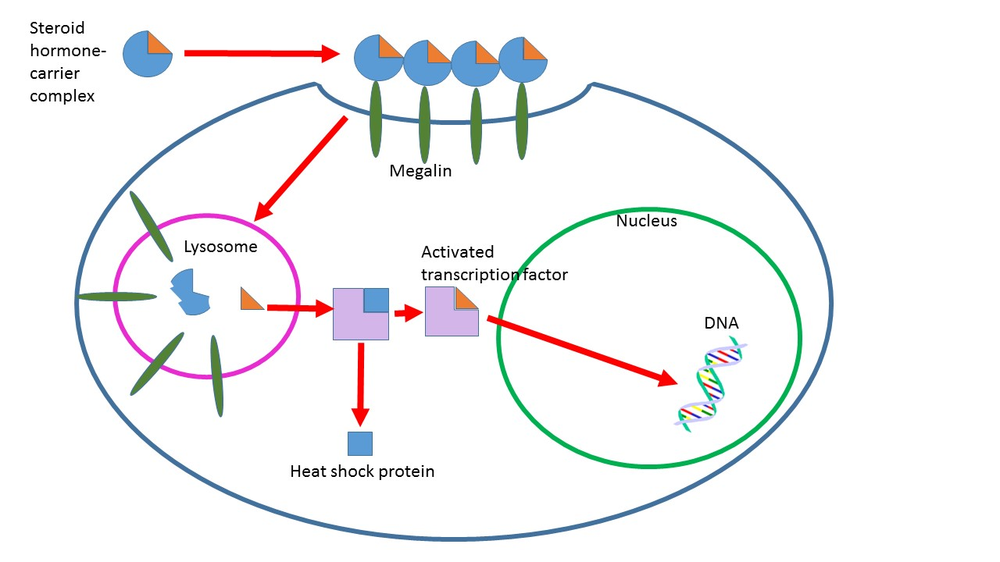 Steroid
hormone-
carrier
complex
Megalin
Nucleus
Lysosome
Activated
transcription factor
DNA
Heat shock protein